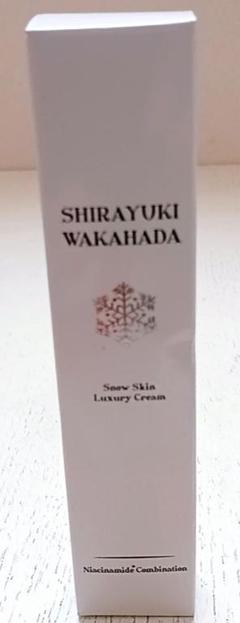 SHIRAYUKI
WAKAHADA
Snow Skin
Luxury Cream
Niacinamide* Combination